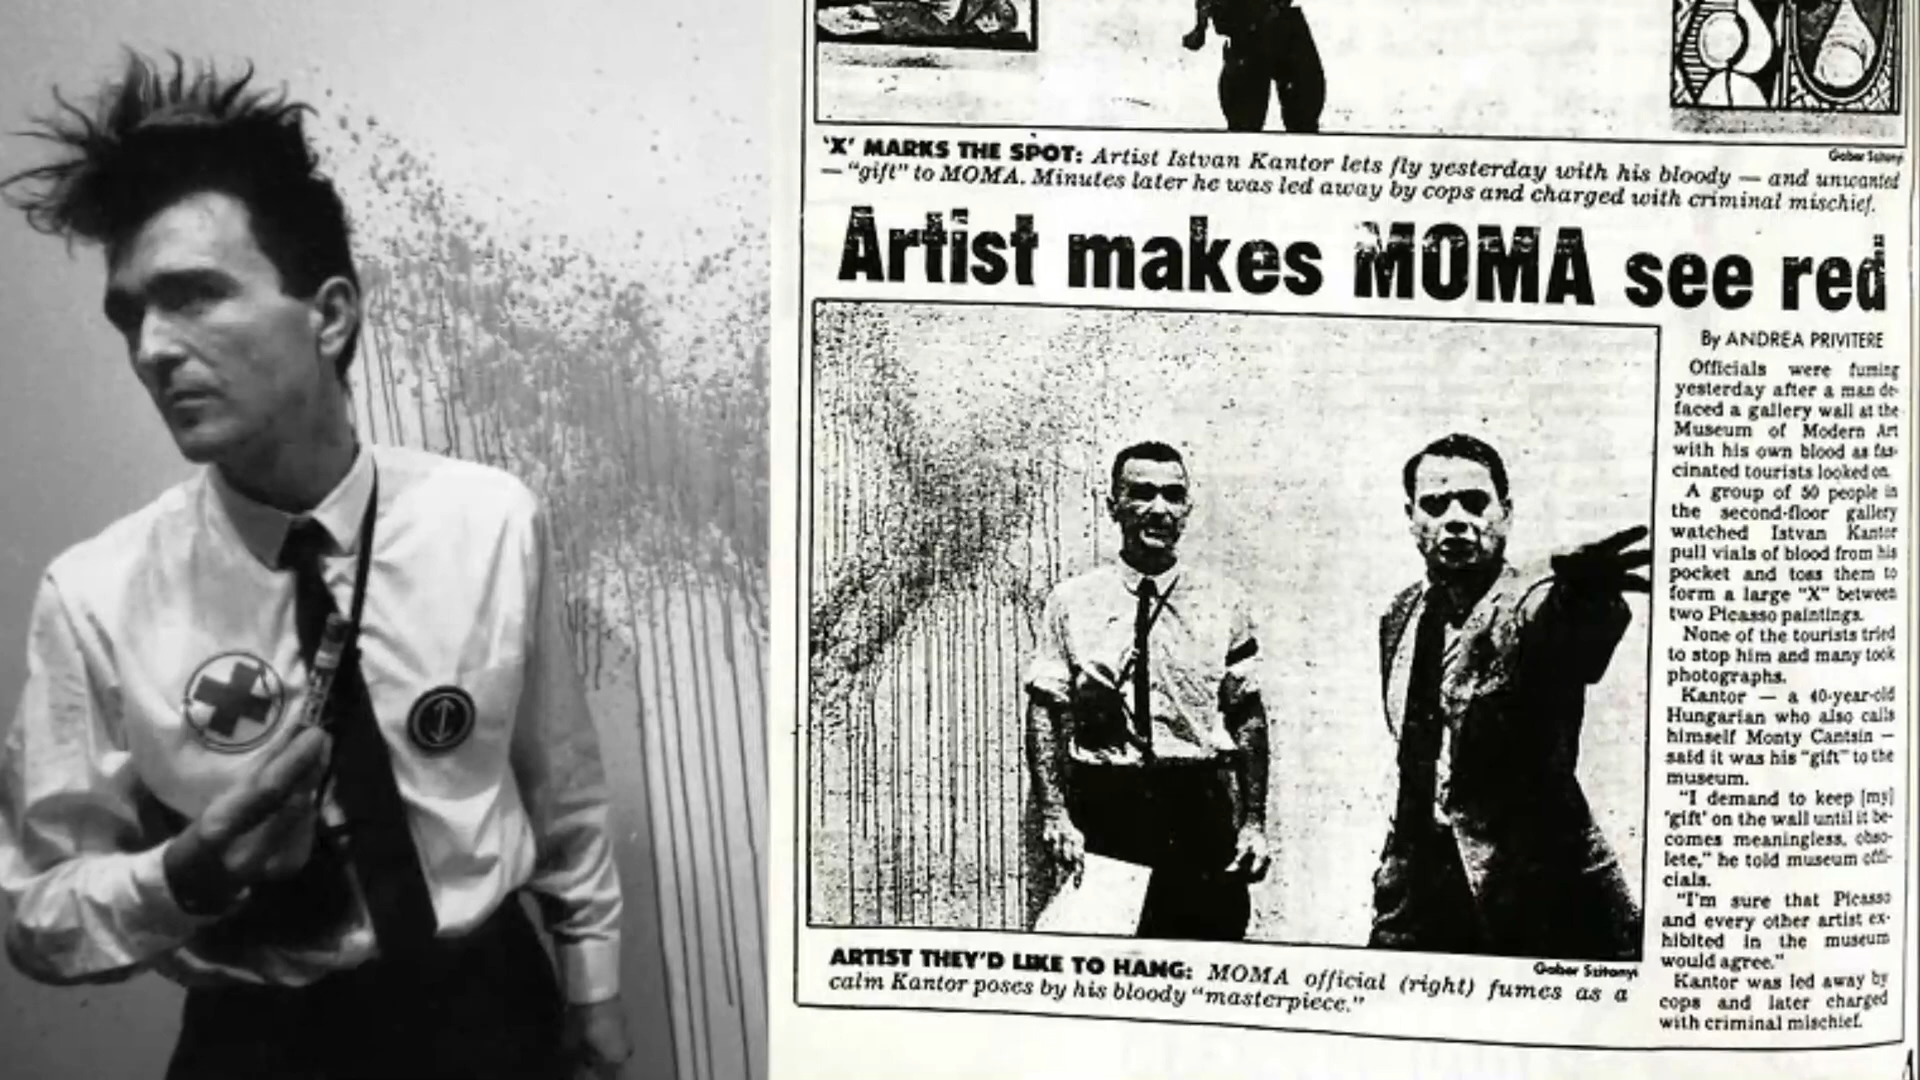 'X' MARKS THE SPOT: Artist Istvan Kantor lets fly yesterday with his bloody — and unwanted
— "gift" to MOMA. Minutes later he was led away by cops and charged with criminal mischief.
Artist makes MOMA see red
By ANDREA PRIVITERE
Officials were fuming
yesterday after a man de-
faced a gallery wall at the
Museum of Modern Art
with his own blood as fas-
cinated tourists looked on.
A group of 50 people in
the second-floor gallery
watched Istvan Kantor
pull vials of blood from his
pocket and toss them to
form a large "X" between
two Picasso paintings.
None of the tourists tried
to stop him and many took
photographs.
Kantor — a 40-year-old
Hungarian who also calls
himself Monty Cantsin —
said it was his "gift" to the
museum.
"I demand to keep [my]
'gift' on the wall until it be-
comes meaningless, obso-
lete," he told museum offi-
cials.
"I'm sure that Picasso
and every other artist ex-
hibited in the museum
would agree."
Kantor was led away by
cops and later charged
with criminal mischief.
Gabor Szitanyi
ARTIST THEY'D LIKE TO HANG: MOMA official (right) fumes as a
calm Kantor poses by his bloody "masterpiece."